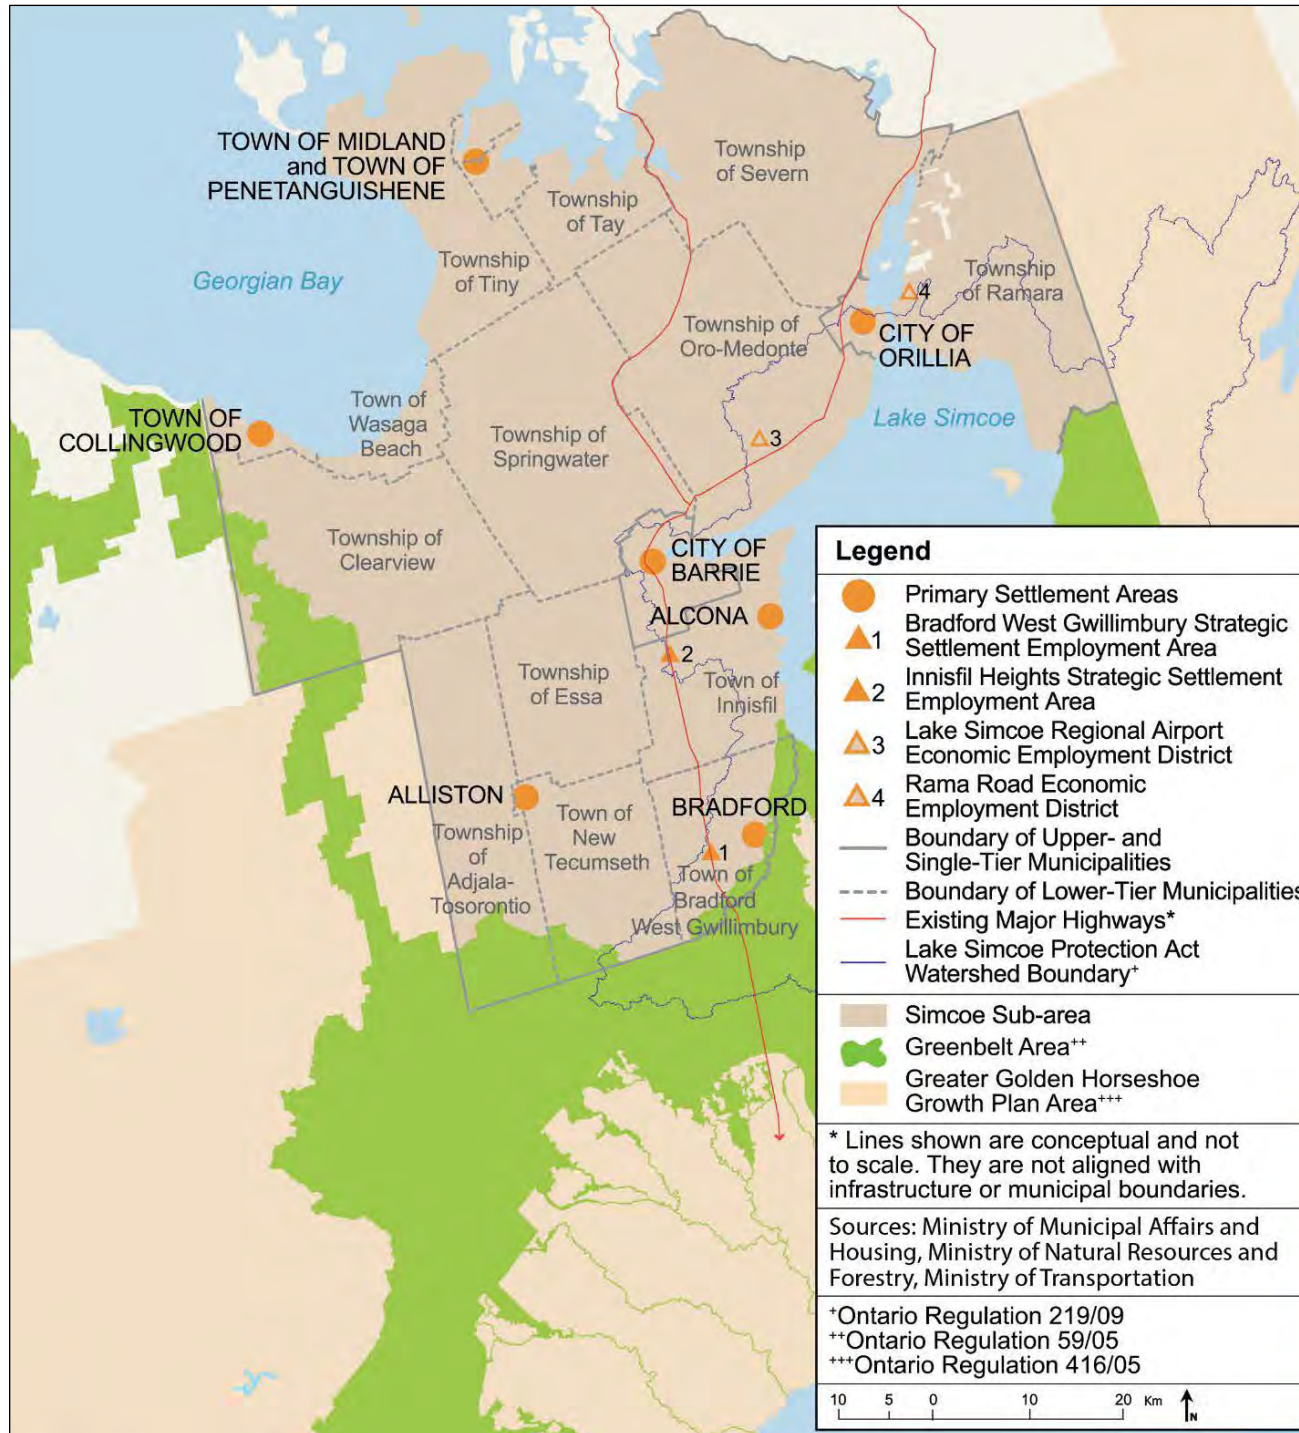 TOWN OF MIDLAND
and TOWN OF
PENETANGUISHENE
Township
of Severn
Township
of Tay
Township
of Tiny
Georgian Bay
Township
of Ramara
4
Township of
Oro-Medonte
CITY OF
ORILLIA
Lake Simcoe
TOWN OF
COLLINGWOOD
Town of
Wasaga
Beach
Township of
Springwater
3
Township of
Clearview
CITY OF
BARRIE
ALCONA
2
Township
of Essa
Town of
Innisfil
ALLISTON
Township
of
Adjala-
Tosorontio
Town of
New
Tecumseth
BRADFORD
1
Town of
Bradford
West Gwillimbury
Legend
Primary Settlement Areas
1 Bradford West Gwillimbury Strategic
Settlement Employment Area
2 Innisfil Heights Strategic Settlement
Employment Area
3 Lake Simcoe Regional Airport
Economic Employment District
4 Rama Road Economic
Employment District
Boundary of Upper- and
Single-Tier Municipalities
Boundary of Lower-Tier Municipalities
Existing Major Highways*
Lake Simcoe Protection Act
Watershed Boundary+
Simcoe Sub-area
Greenbelt Area++
Greater Golden Horseshoe
Growth Plan Area+++
* Lines shown are conceptual and not
to scale. They are not aligned with
infrastructure or municipal boundaries.
Sources: Ministry of Municipal Affairs and
Housing, Ministry of Natural Resources and
Forestry, Ministry of Transportation
+Ontario Regulation 219/09
++Ontario Regulation 59/05
+++Ontario Regulation 416/05
10 5 0 10 20 Km
N